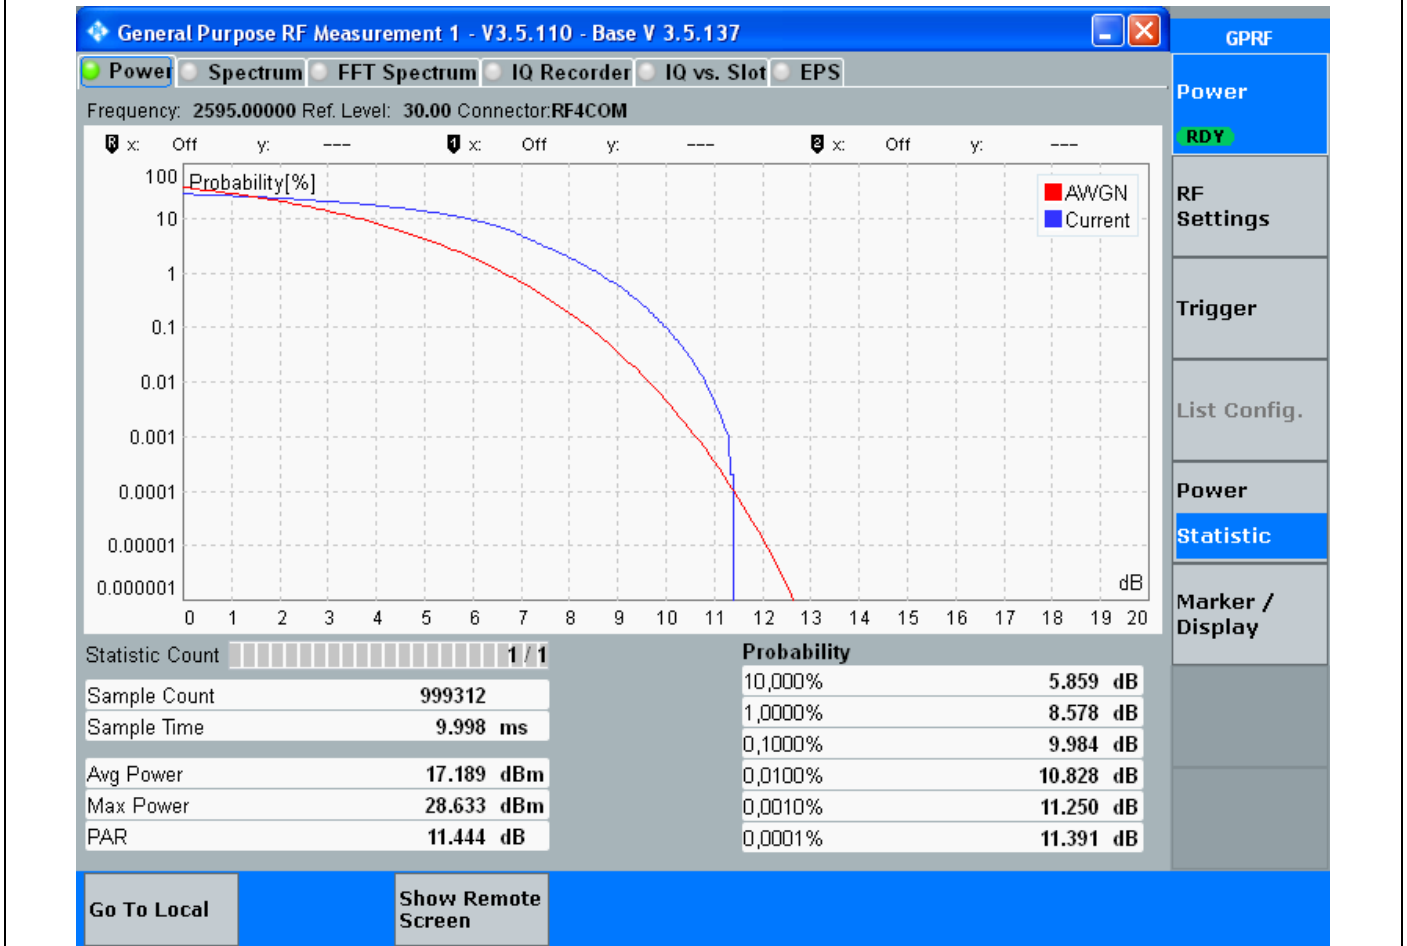 General Purpose RF Measurement 1 - V3.5.110 - Base V 3.5.137
GPRF
Power Spectrum FFT Spectrum IQ Recorder IQ vs. Slot EPS
Frequency: 2595.00000 Ref. Level: 30.00 Connector:RF4COM
R x: Off y: --- 1 x: Off y: --- 2 x: Off y: ---
Probability[%]
AWGN
Current
100
10
1
0.1
0.01
0.001
0.0001
0.00001
0.000001
dB
0 1 2 3 4 5 6 7 8 9 10 11 12 13 14 15 16 17 18 19 20
Statistic Count 1 / 1
Sample Count 999312
Sample Time 9.998 ms
Avg Power 17.189 dBm
Max Power 28.633 dBm
PAR 11.444 dB
Probability
10,000% 5.859 dB
1,0000% 8.578 dB
0,1000% 9.984 dB
0,0100% 10.828 dB
0,0010% 11.250 dB
0,0001% 11.391 dB
Power
RDY
RF
Settings
Trigger
List Config.
Power
Statistic
Marker /
Display
Go To Local
Show Remote
Screen